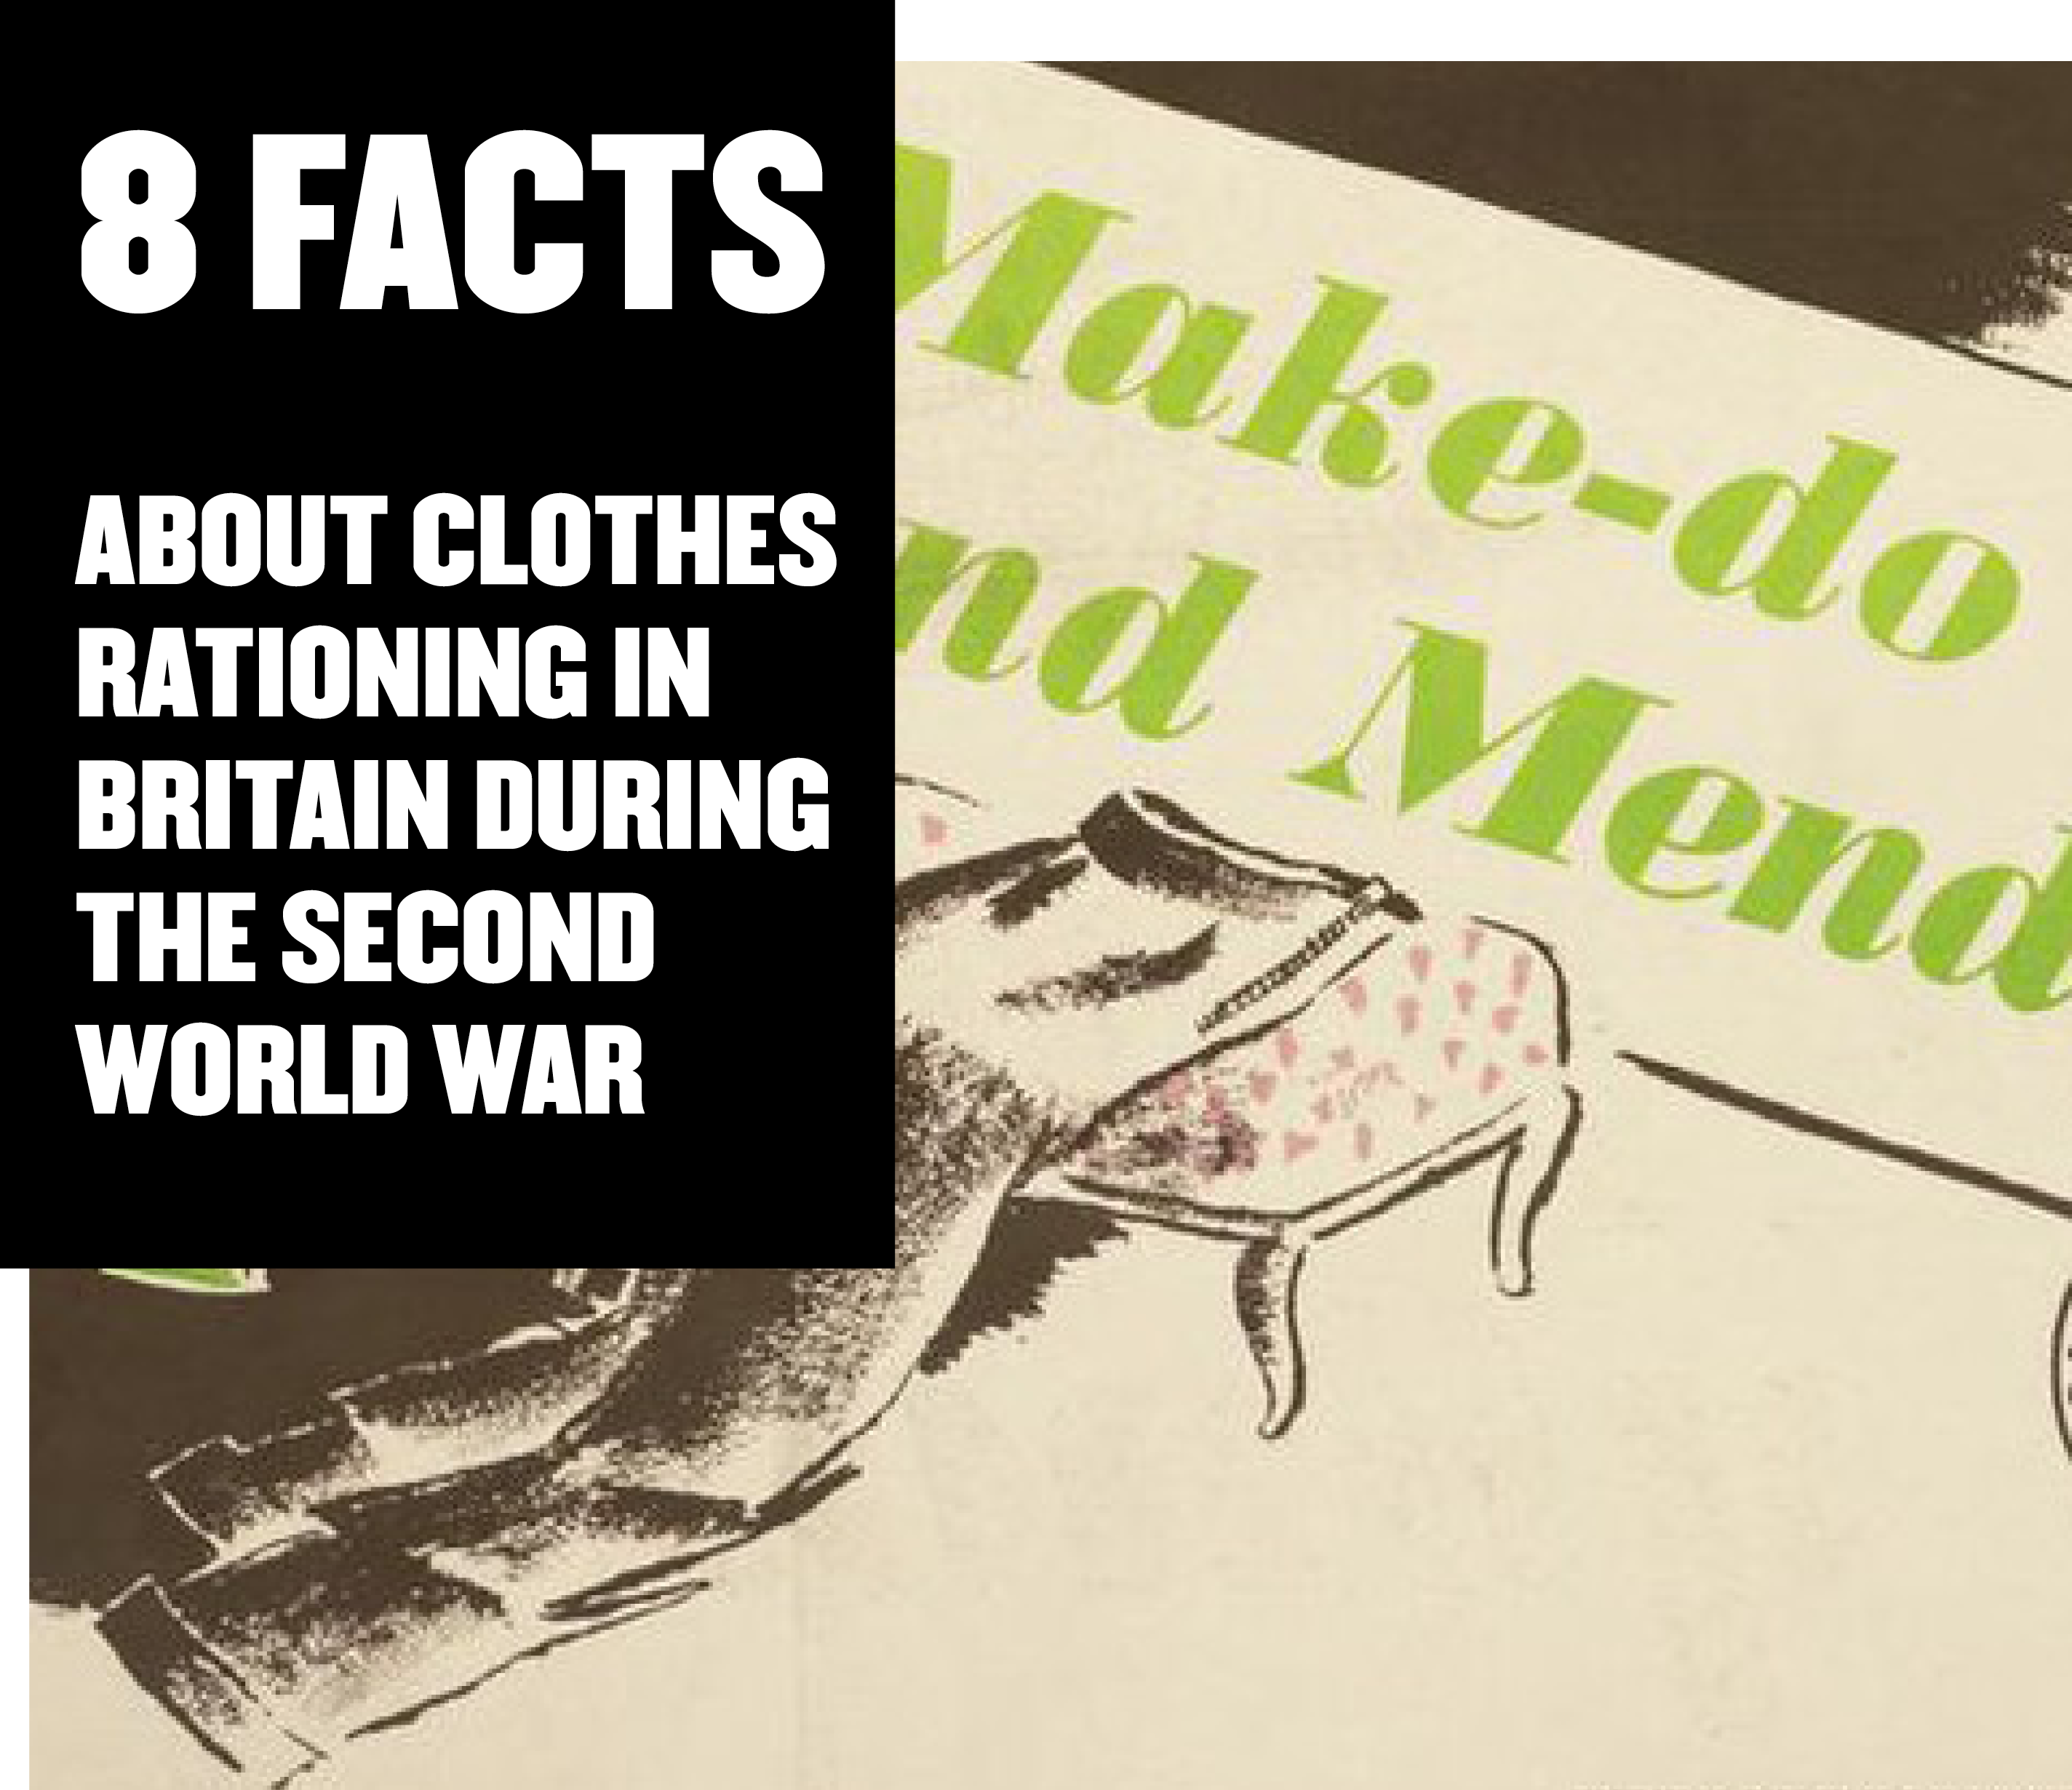 8 FACTS
ABOUT CLOTHES
RATIONING IN
BRITAIN DURING
THE SECOND
WORLD WAR
Make-do
nd Mend